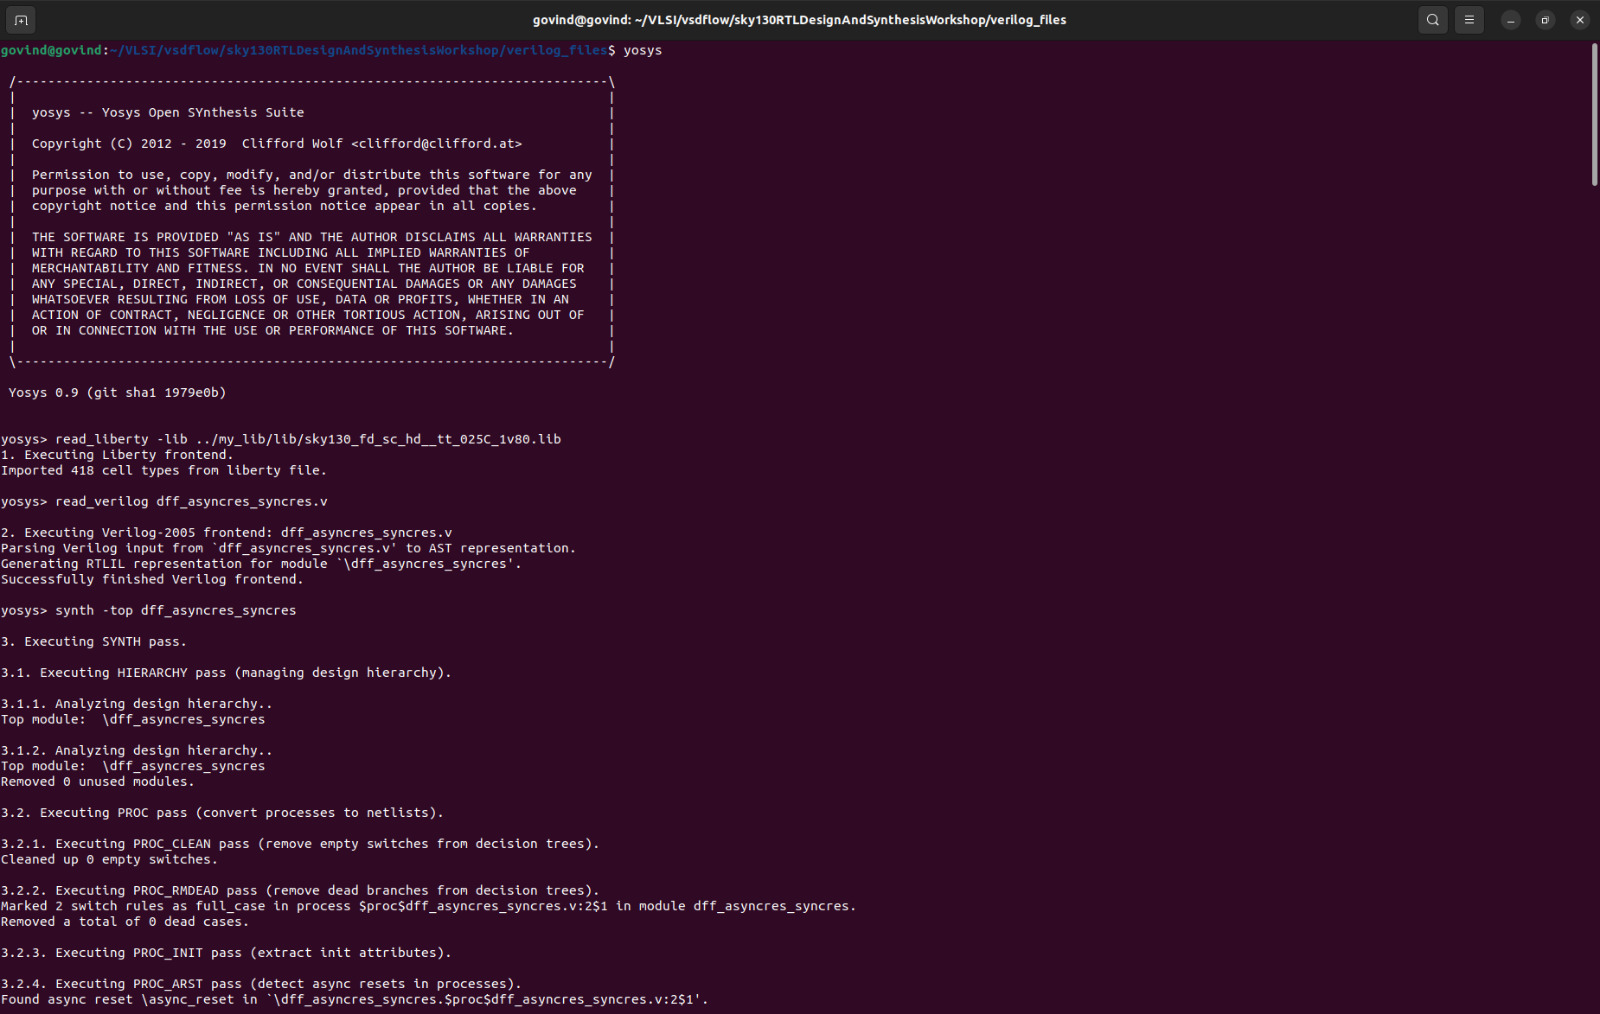 govind@govind: ~/VLSI/vsdflow/sky130RTLDesignAndSynthesisWorkshop/verilog_files
govind@govind:~/VLSI/vsdflow/sky130RTLDesignAndSynthesisWorkshop/verilog_files$ yosys
/----------------------------------------------------------------------------\
|                                                                            |
|  yosys -- Yosys Open SYnthesis Suite                                       |
|                                                                            |
|  Copyright (C) 2012 - 2019  Clifford Wolf <clifford@clifford.at>           |
|                                                                            |
|  Permission to use, copy, modify, and/or distribute this software for any  |
|  purpose with or without fee is hereby granted, provided that the above    |
|  copyright notice and this permission notice appear in all copies.         |
|                                                                            |
|  THE SOFTWARE IS PROVIDED "AS IS" AND THE AUTHOR DISCLAIMS ALL WARRANTIES  |
|  WITH REGARD TO THIS SOFTWARE INCLUDING ALL IMPLIED WARRANTIES OF          |
|  MERCHANTABILITY AND FITNESS. IN NO EVENT SHALL THE AUTHOR BE LIABLE FOR   |
|  ANY SPECIAL, DIRECT, INDIRECT, OR CONSEQUENTIAL DAMAGES OR ANY DAMAGES    |
|  WHATSOEVER RESULTING FROM LOSS OF USE, DATA OR PROFITS, WHETHER IN AN     |
|  ACTION OF CONTRACT, NEGLIGENCE OR OTHER TORTIOUS ACTION, ARISING OUT OF   |
|  OR IN CONNECTION WITH THE USE OR PERFORMANCE OF THIS SOFTWARE.            |
|                                                                            |
\----------------------------------------------------------------------------/
Yosys 0.9 (git sha1 1979e0b)
yosys> read_liberty -lib ../my_lib/lib/sky130_fd_sc_hd__tt_025C_1v80.lib
1. Executing Liberty frontend.
Imported 418 cell types from liberty file.
yosys> read_verilog dff_asyncres_syncres.v
2. Executing Verilog-2005 frontend: dff_asyncres_syncres.v
Parsing Verilog input from `dff_asyncres_syncres.v' to AST representation.
Generating RTLIL representation for module `\dff_asyncres_syncres'.
Successfully finished Verilog frontend.
yosys> synth -top dff_asyncres_syncres
3. Executing SYNTH pass.
3.1. Executing HIERARCHY pass (managing design hierarchy).
3.1.1. Analyzing design hierarchy..
Top module:  \dff_asyncres_syncres
3.1.2. Analyzing design hierarchy..
Top module:  \dff_asyncres_syncres
Removed 0 unused modules.
3.2. Executing PROC pass (convert processes to netlists).
3.2.1. Executing PROC_CLEAN pass (remove empty switches from decision trees).
Cleaned up 0 empty switches.
3.2.2. Executing PROC_RMDEAD pass (remove dead branches from decision trees).
Marked 2 switch rules as full_case in process $proc$dff_asyncres_syncres.v:2$1 in module dff_asyncres_syncres.
Removed a total of 0 dead cases.
3.2.3. Executing PROC_INIT pass (extract init attributes).
3.2.4. Executing PROC_ARST pass (detect async resets in processes).
Found async reset \async_reset in `\dff_asyncres_syncres.$proc$dff_asyncres_syncres.v:2$1'.